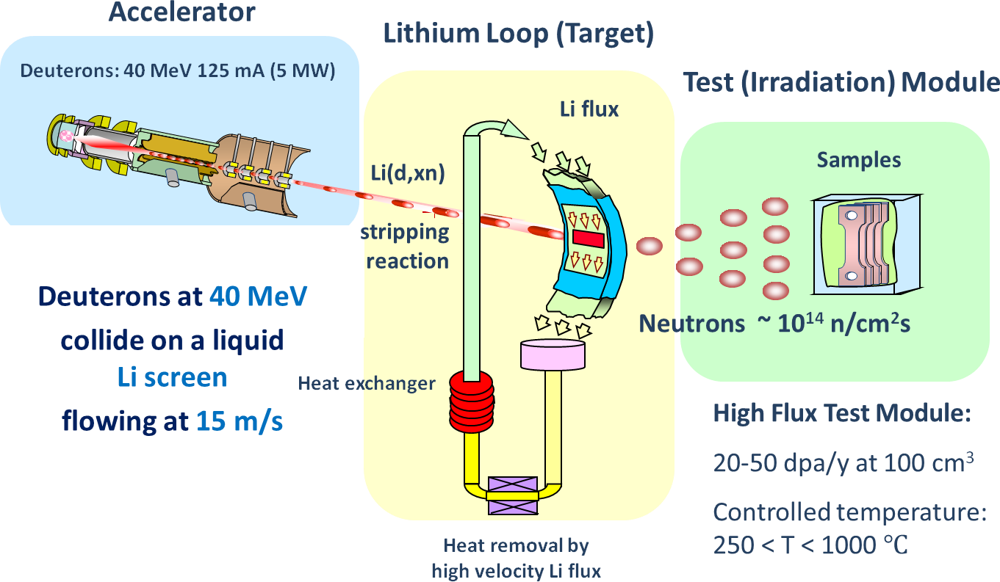 Accelerator
Deuterons: 40 MeV 125 mA (5 MW)
Lithium Loop (Target)
Li flux
Li(d,xn)
stripping
reaction
Heat exchanger
Heat removal by
high velocity Li flux
Test (Irradiation) Module
Samples
Neutrons ~ 10¹⁴ n/cm²s
Deuterons at 40 MeV
collide on a liquid
Li screen
flowing at 15 m/s
High Flux Test Module:
20-50 dpa/y at 100 cm³
Controlled temperature:
250 < T < 1000 °C